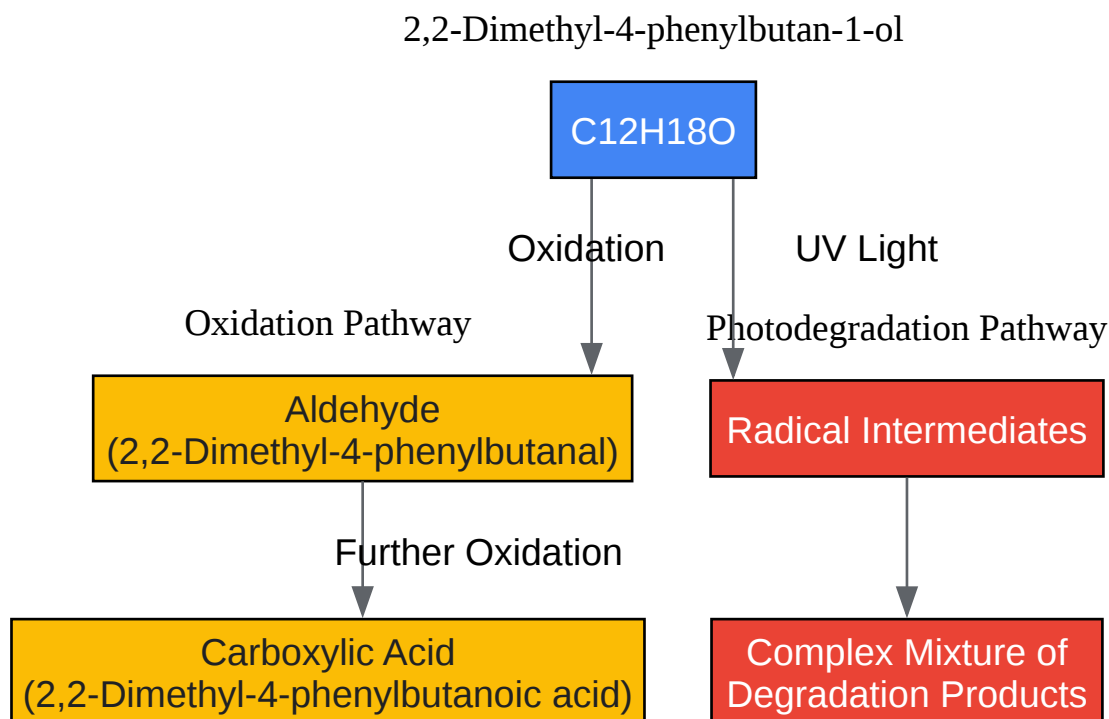 2,2-Dimethyl-4-phenylbutan-1-ol
C12H18O
Oxidation
UV Light
Oxidation Pathway
Photodegradation Pathway
Aldehyde
(2,2-Dimethyl-4-phenylbutanal)
Radical Intermediates
Further Oxidation
Carboxylic Acid
(2,2-Dimethyl-4-phenylbutanoic acid)
Complex Mixture of
Degradation Products